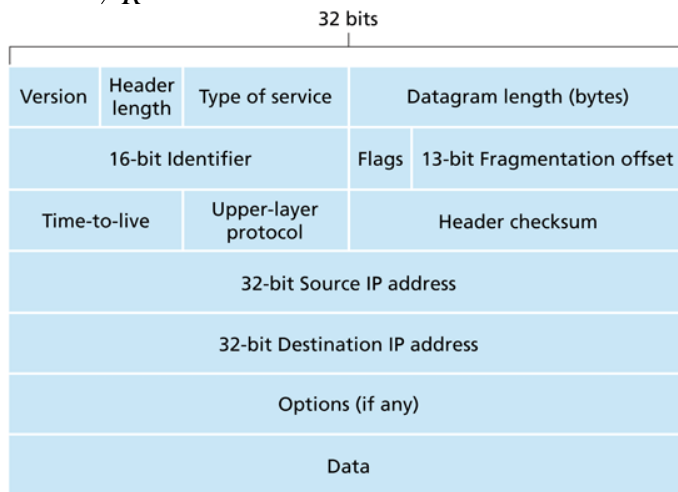 32 bits
Version Header length Type of service Datagram length (bytes)
16-bit Identifier Flags 13-bit Fragmentation offset
Time-to-live Upper-layer protocol Header checksum
32-bit Source IP address
32-bit Destination IP address
Options (if any)
Data